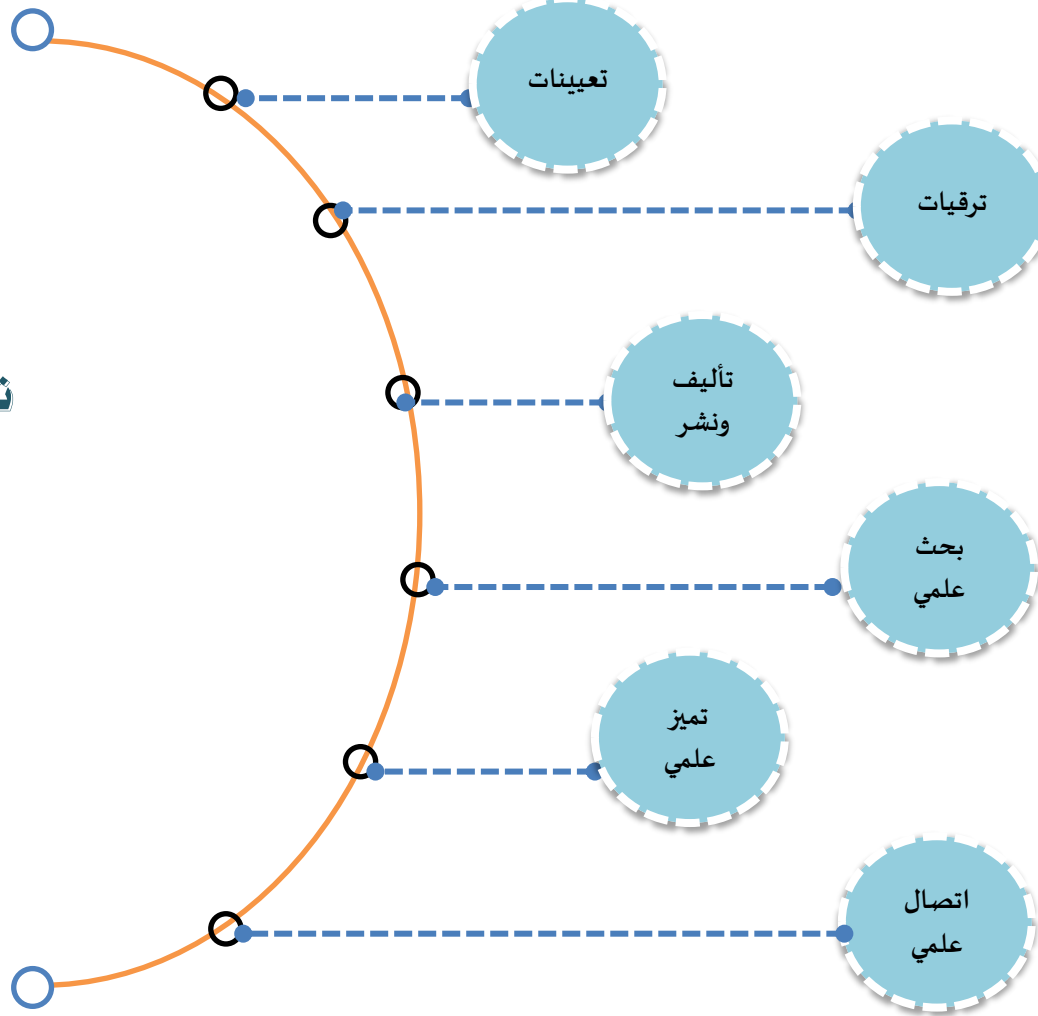 تعيينات
ترقيات
تأليف
ونشر
بحث
علمي
تميز
علمي
اتصال
علمي